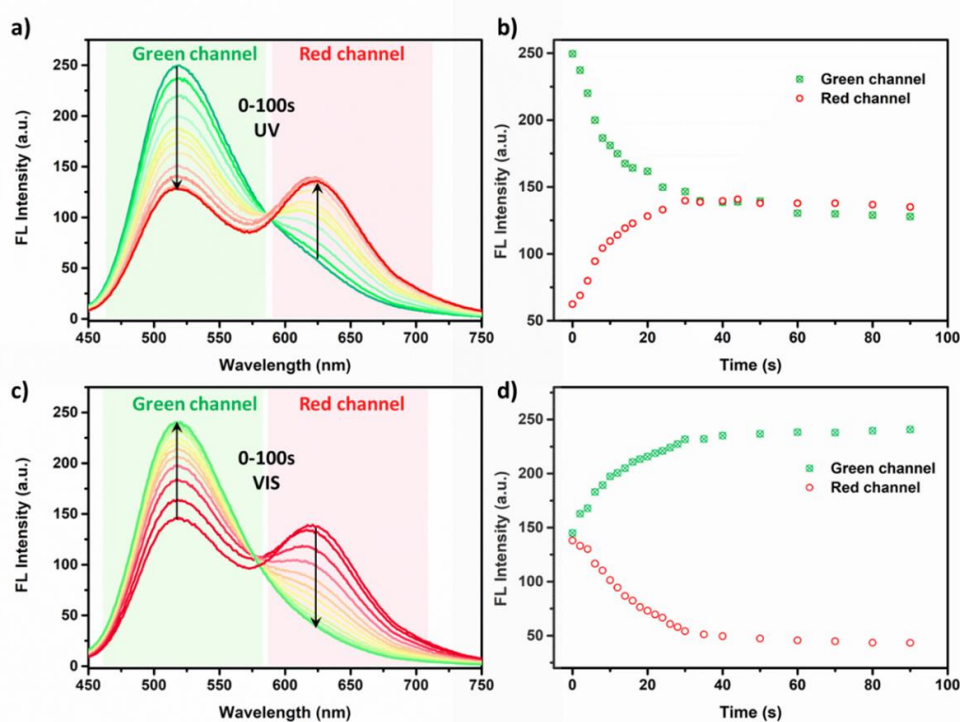 a)
Green channel Red channel
0-100s
UV
FL Intensity (a.u.)
250
200
150
100
50
0
450 500 550 600 650 700 750
Wavelength (nm)
b)
Green channel
Red channel
FL Intensity (a.u.)
250
200
150
100
50
0 20 40 60 80 100
Time (s)
c)
Green channel Red channel
0-100s
VIS
FL Intensity (a.u.)
250
200
150
100
50
0
450 500 550 600 650 700 750
Wavelength (nm)
d)
Green channel
Red channel
FL Intensity (a.u.)
250
200
150
100
50
0 20 40 60 80 100
Time (s)